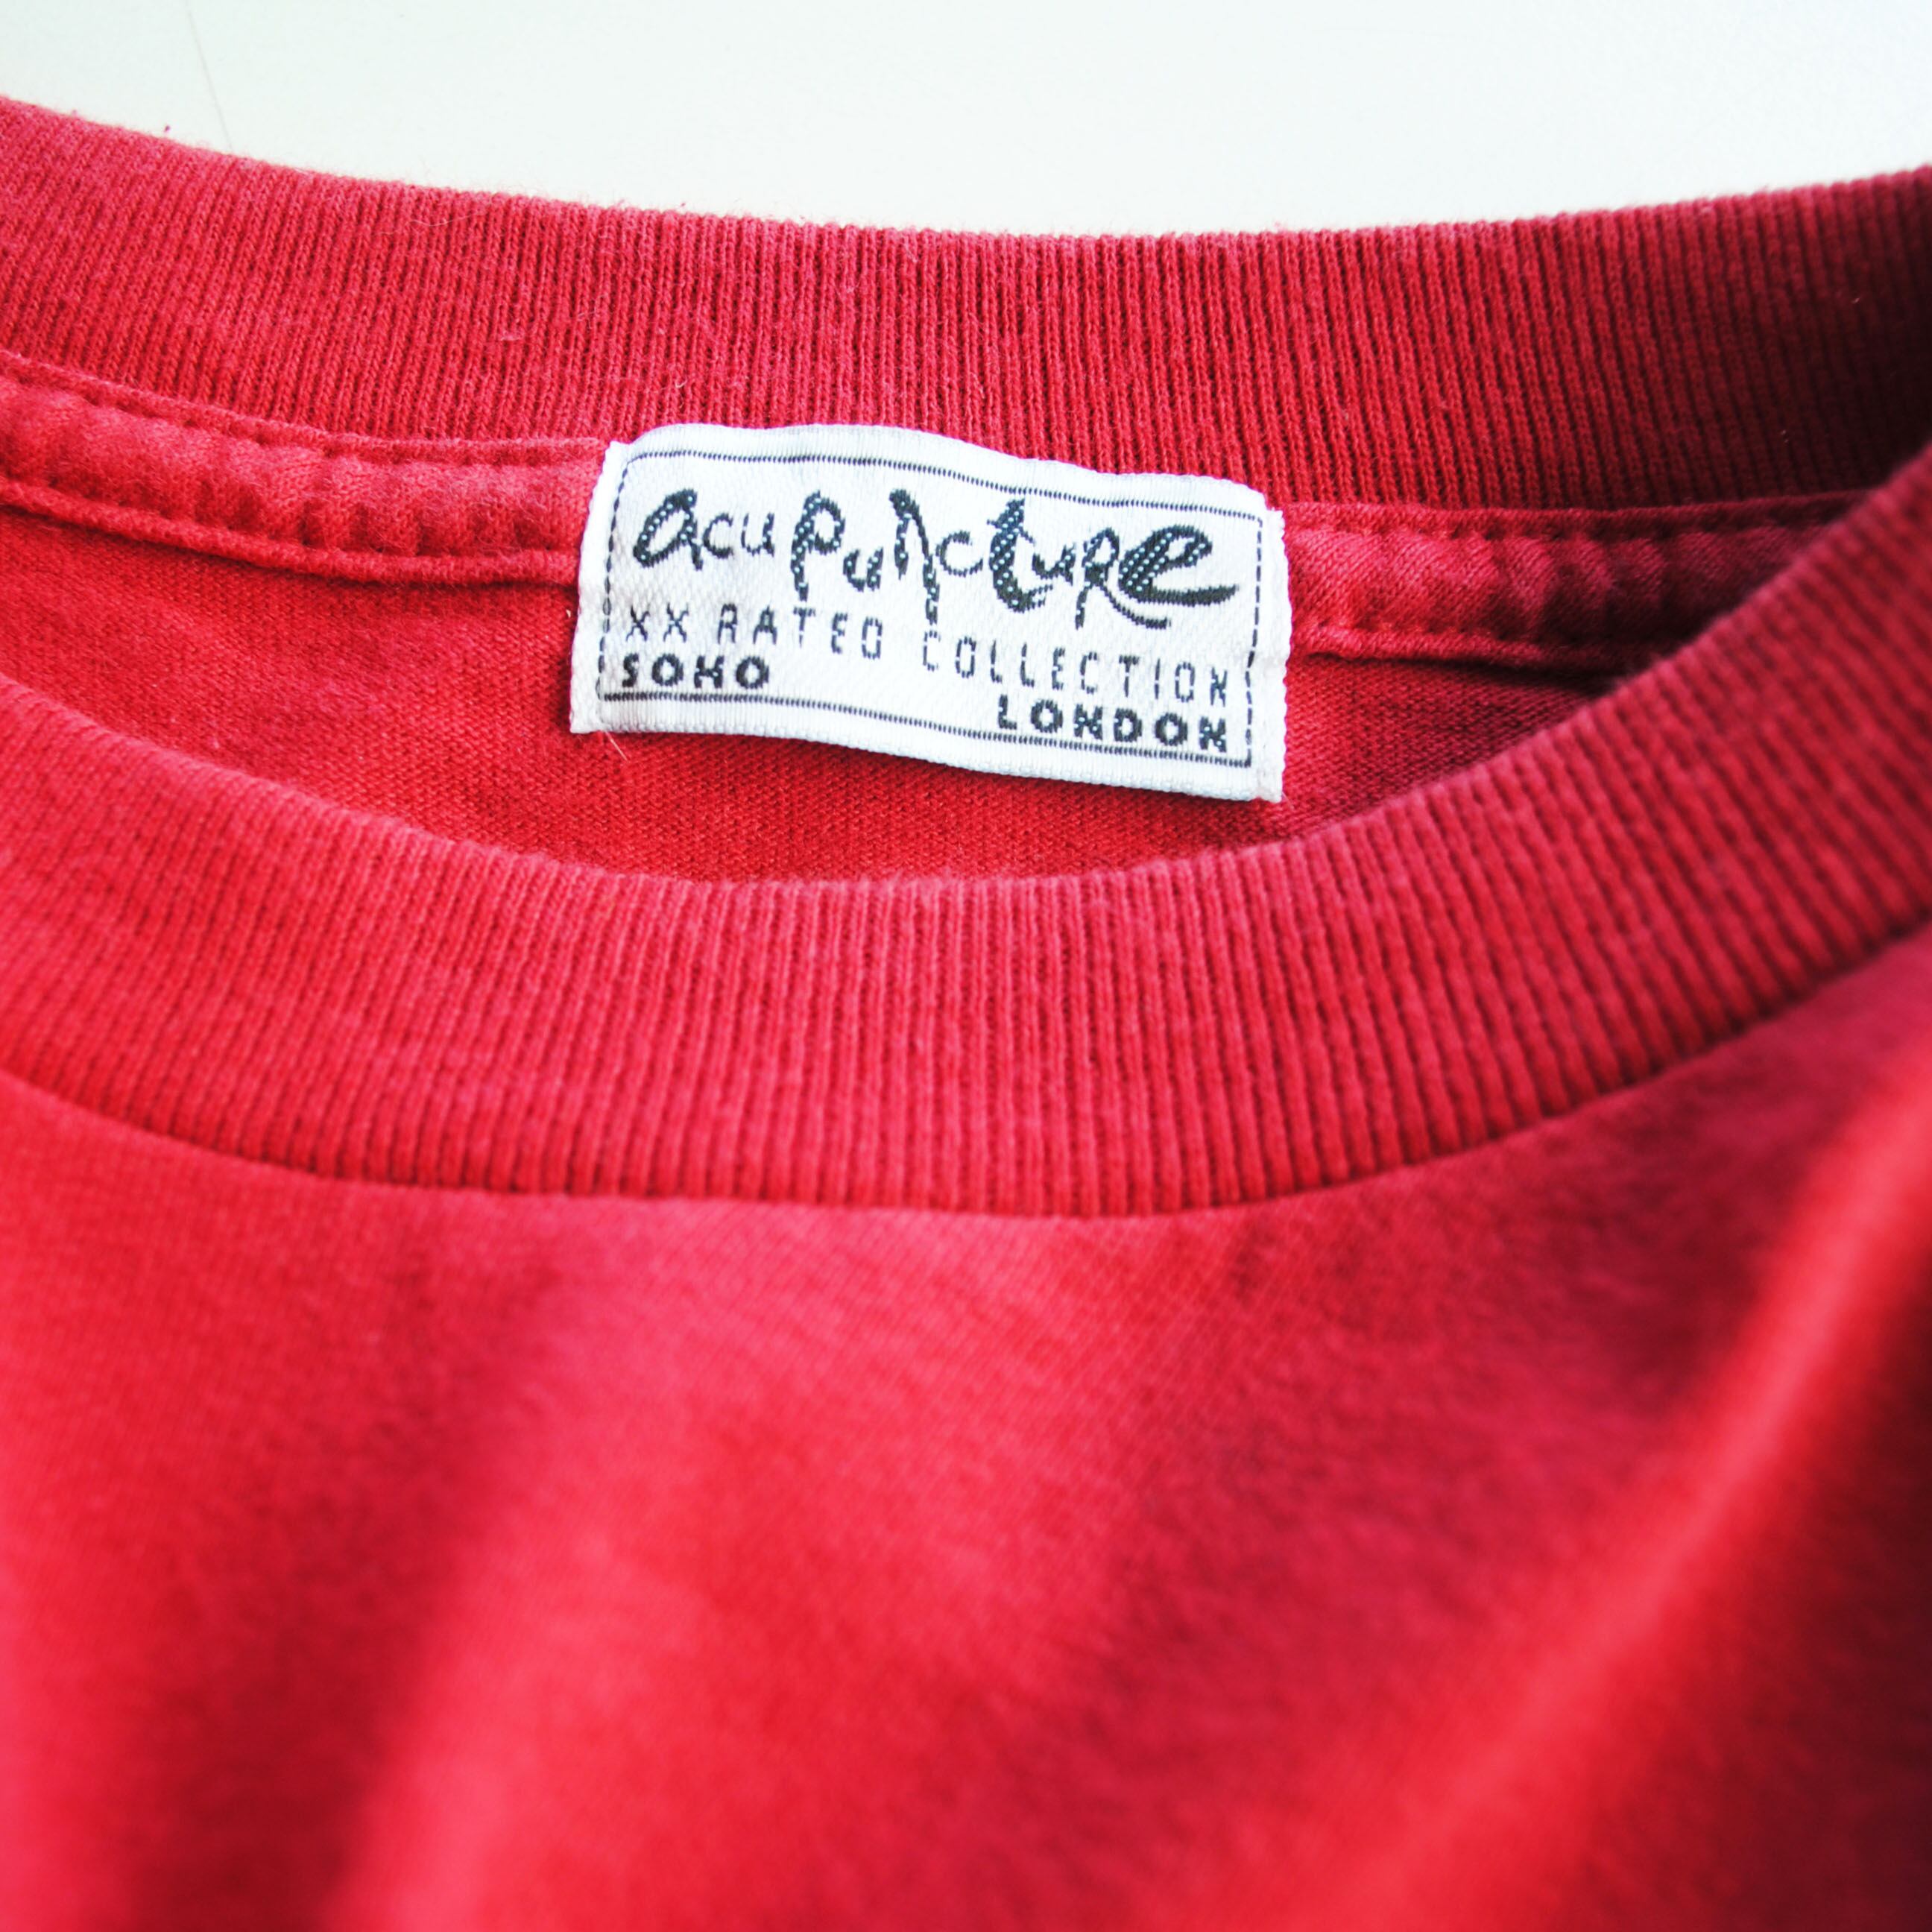 acupuncture
XX RATED COLLECTION
SOHO
LONDON